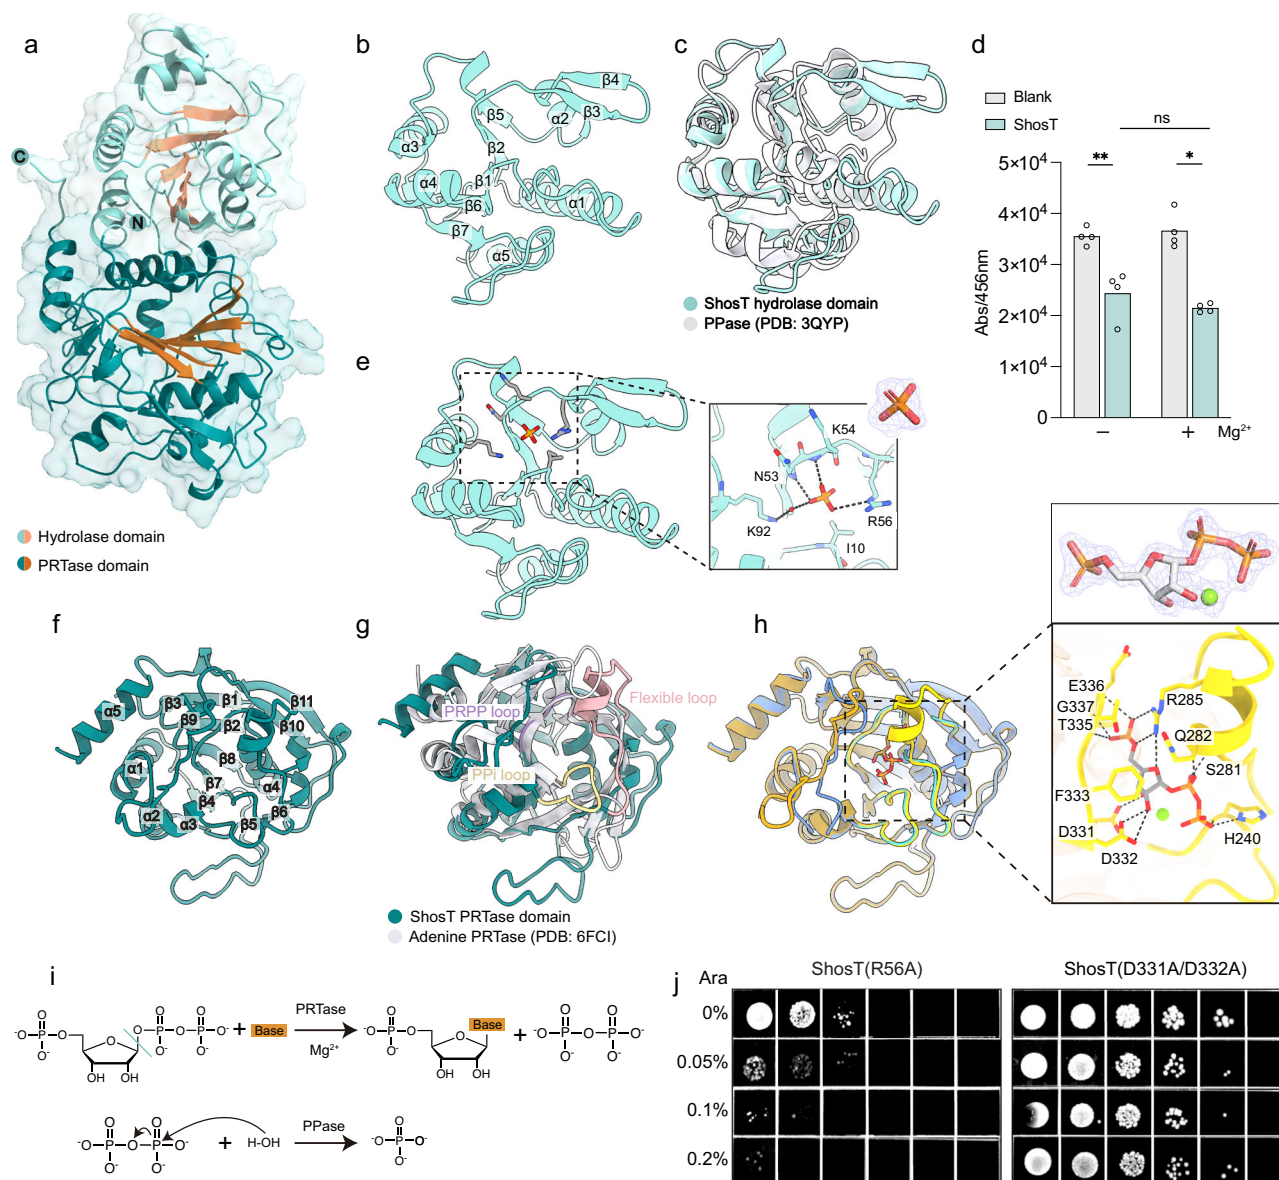 a
C
N
Hydrolase domain
PRTase domain
b
β4
β3
α2
β5
α3
β2
α4
β1
α1
β6
β7
α5
c
ShosT hydrolase domain
PPase (PDB: 3QYP)
d
Blank
ShosT
ns
** *
5×10⁴
4×10⁴
3×10⁴
2×10⁴
1×10⁴
0
Abs/456nm
− + Mg²⁺
e
K54
N53
R56
K92
I10
f
β1
β11
β3
α5
β9
β2
β10
β8
α1
β7
α4
β4
β6
α2
α3
β5
g
PRPP loop
Flexible loop
PPi loop
ShosT PRTase domain
Adenine PRTase (PDB: 6FCI)
h
E336
R285
G337
T335
Q282
S281
F333
D331
H240
D332
i
PRTase
Mg²⁺
Base
Base
O O O O O O
⁻O-P-O O-P-O-P-O⁻ + ⁻O-P-O O + ⁻O-P-O-P-O⁻
O⁻ O⁻ O⁻ O⁻ O⁻ O⁻
O O
OH OH OH OH
O O O
⁻O-P-O-P-O⁻ + H-OH PPase ⁻O-P-O⁻
O⁻ O⁻ O⁻
j
Ara ShosT(R56A) ShosT(D331A/D332A)
0%
0.05%
0.1%
0.2%